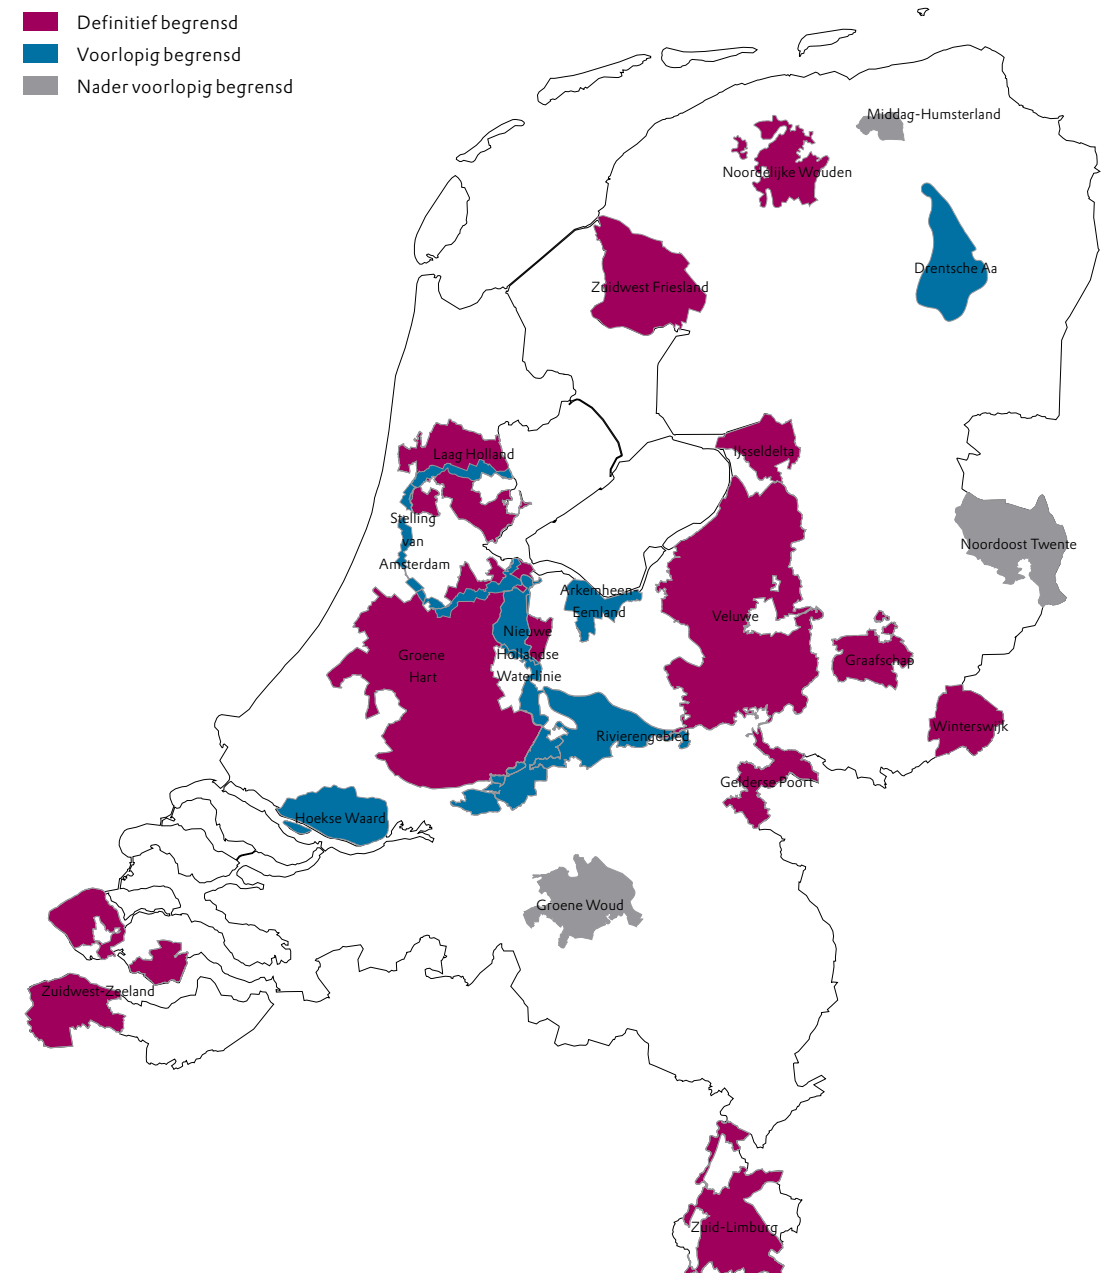 Definitief begrensd
Voorlopig begrensd
Nader voorlopig begrensd
Middag-Humsterland
Noordelijke Wouden
Drentsche Aa
Zuidwest Friesland
IJsseldelta
Laag Holland
Stelling
van
Amsterdam
Noordoost Twente
Arkemheen-
Eemland
Veluwe
Nieuwe
Hollandse
Waterlinie
Groene
Hart
Graafschap
Winterswijk
Rivierengebied
Gelderse Poort
Hoekse Waard
Groene Woud
Zuidwest-Zeeland
Zuid-Limburg